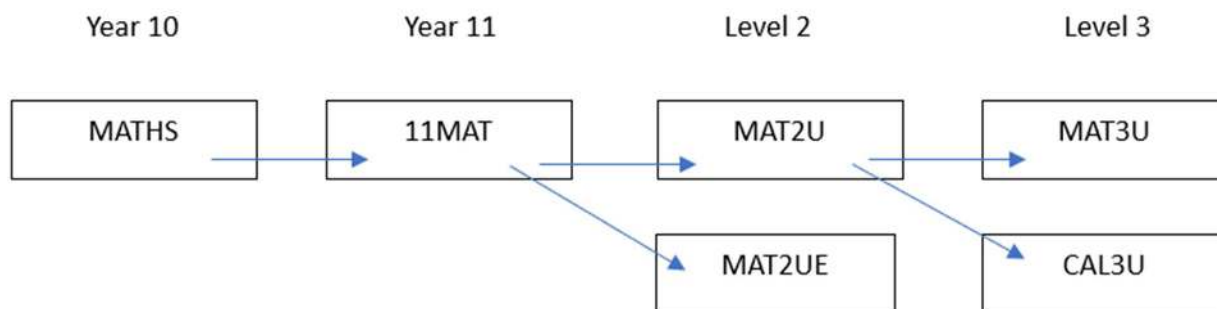 Year 10 Year 11 Level 2 Level 3
MATHS 11MAT MAT2U MAT3U
MAT2UE CAL3U